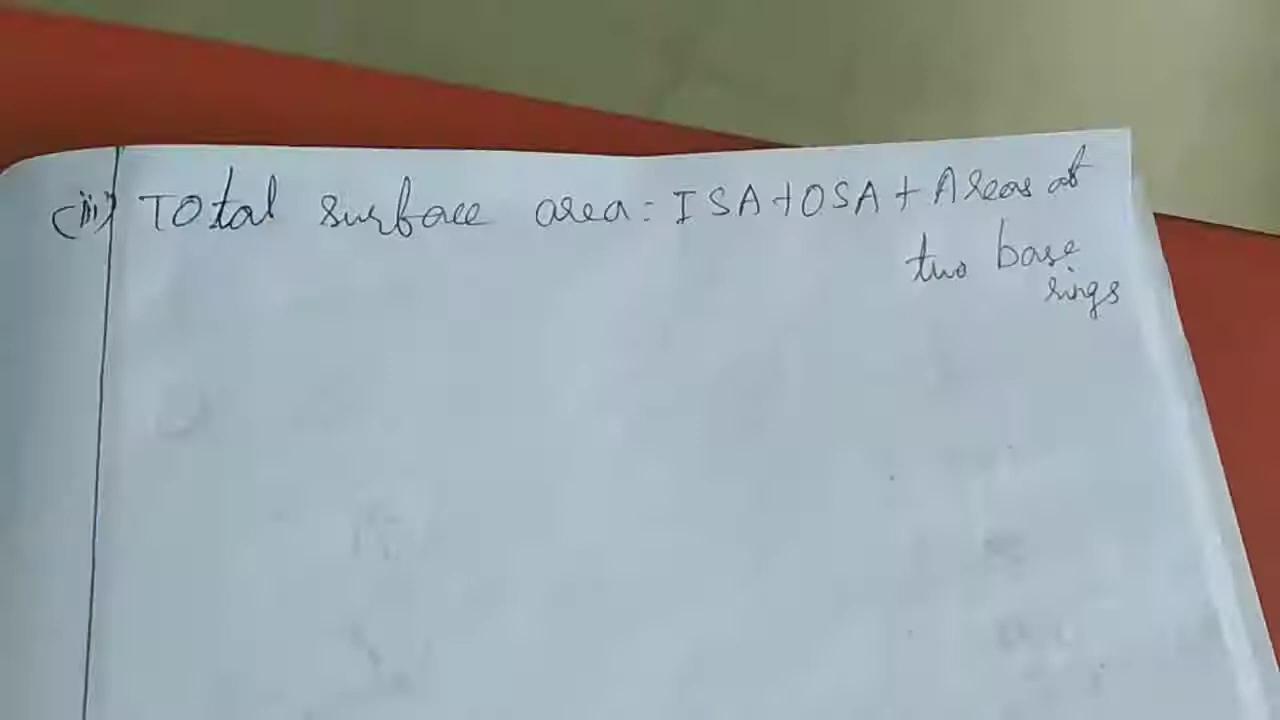 (iii) Total surface area: ISA+OSA + Areas of
two base
rings